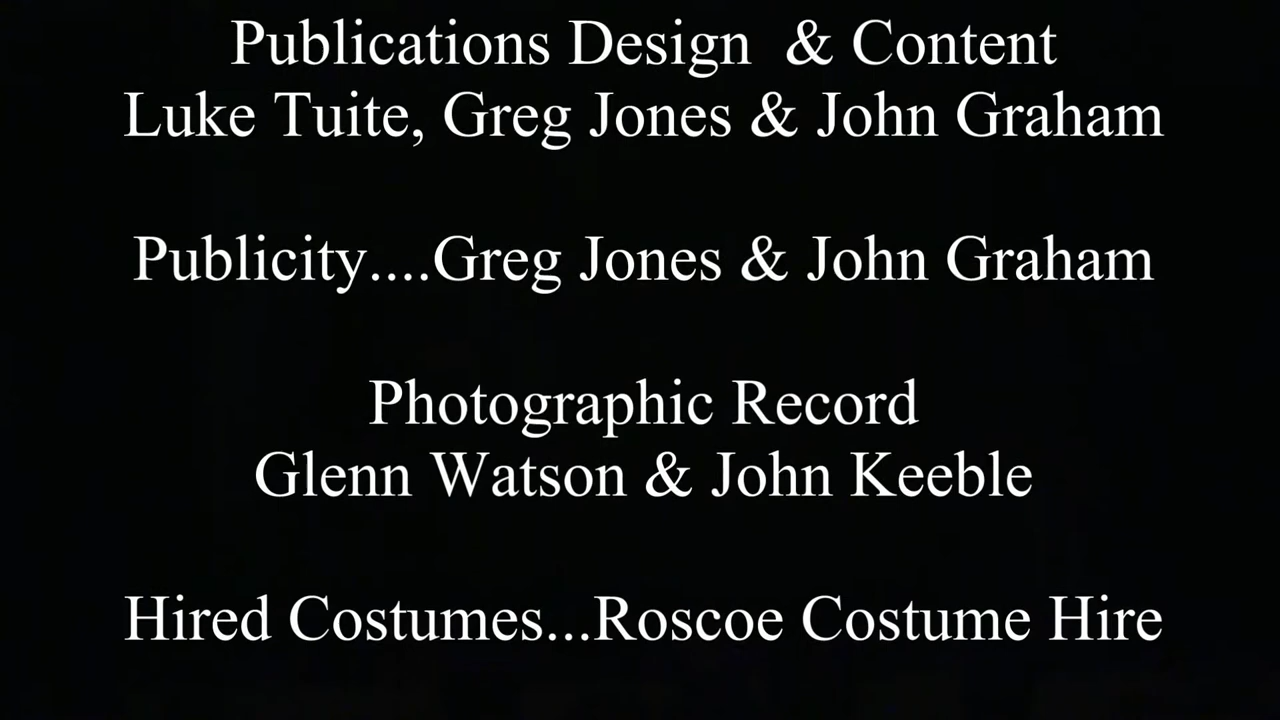 Publications Design  & Content
Luke Tuite, Greg Jones & John Graham
Publicity....Greg Jones & John Graham
Photographic Record
Glenn Watson & John Keeble
Hired Costumes...Roscoe Costume Hire